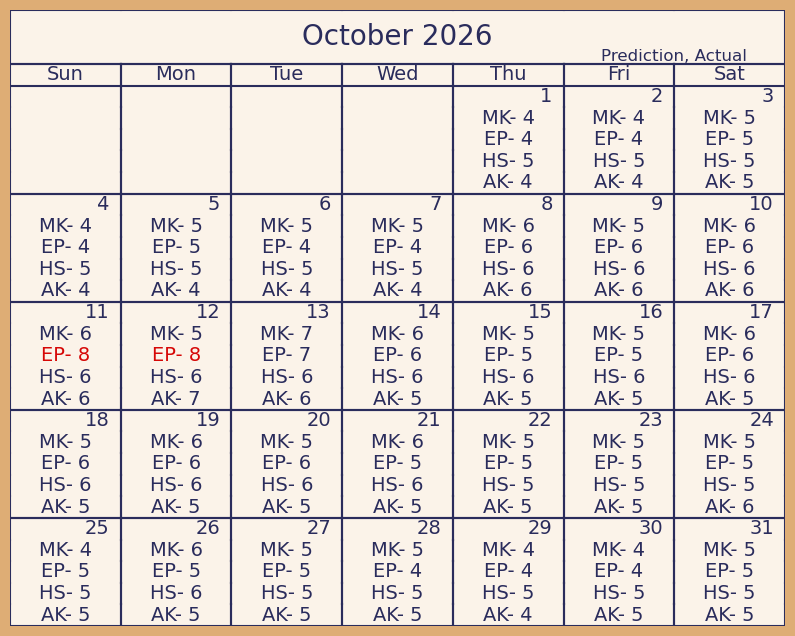 October 2026
Prediction, Actual
Sun Mon Tue Wed Thu Fri Sat
1 2 3
MK- 4 MK- 4 MK- 5
EP- 4 EP- 4 EP- 5
HS- 5 HS- 5 HS- 5
AK- 4 AK- 4 AK- 5
4 5 6 7 8 9 10
MK- 4 MK- 5 MK- 5 MK- 5 MK- 6 MK- 5 MK- 6
EP- 4 EP- 5 EP- 4 EP- 4 EP- 6 EP- 6 EP- 6
HS- 5 HS- 5 HS- 5 HS- 5 HS- 6 HS- 6 HS- 6
AK- 4 AK- 4 AK- 4 AK- 4 AK- 6 AK- 6 AK- 6
11 12 13 14 15 16 17
MK- 6 MK- 5 MK- 7 MK- 6 MK- 5 MK- 5 MK- 6
EP- 8 EP- 8 EP- 7 EP- 6 EP- 5 EP- 5 EP- 6
HS- 6 HS- 6 HS- 6 HS- 6 HS- 6 HS- 6 HS- 6
AK- 6 AK- 7 AK- 6 AK- 5 AK- 5 AK- 5 AK- 5
18 19 20 21 22 23 24
MK- 5 MK- 6 MK- 5 MK- 6 MK- 5 MK- 5 MK- 5
EP- 6 EP- 6 EP- 6 EP- 5 EP- 5 EP- 5 EP- 5
HS- 6 HS- 6 HS- 6 HS- 6 HS- 5 HS- 5 HS- 5
AK- 5 AK- 5 AK- 5 AK- 5 AK- 5 AK- 5 AK- 6
25 26 27 28 29 30 31
MK- 4 MK- 6 MK- 5 MK- 5 MK- 4 MK- 4 MK- 5
EP- 5 EP- 5 EP- 5 EP- 4 EP- 4 EP- 4 EP- 5
HS- 5 HS- 6 HS- 5 HS- 5 HS- 5 HS- 5 HS- 5
AK- 5 AK- 5 AK- 5 AK- 5 AK- 4 AK- 5 AK- 5